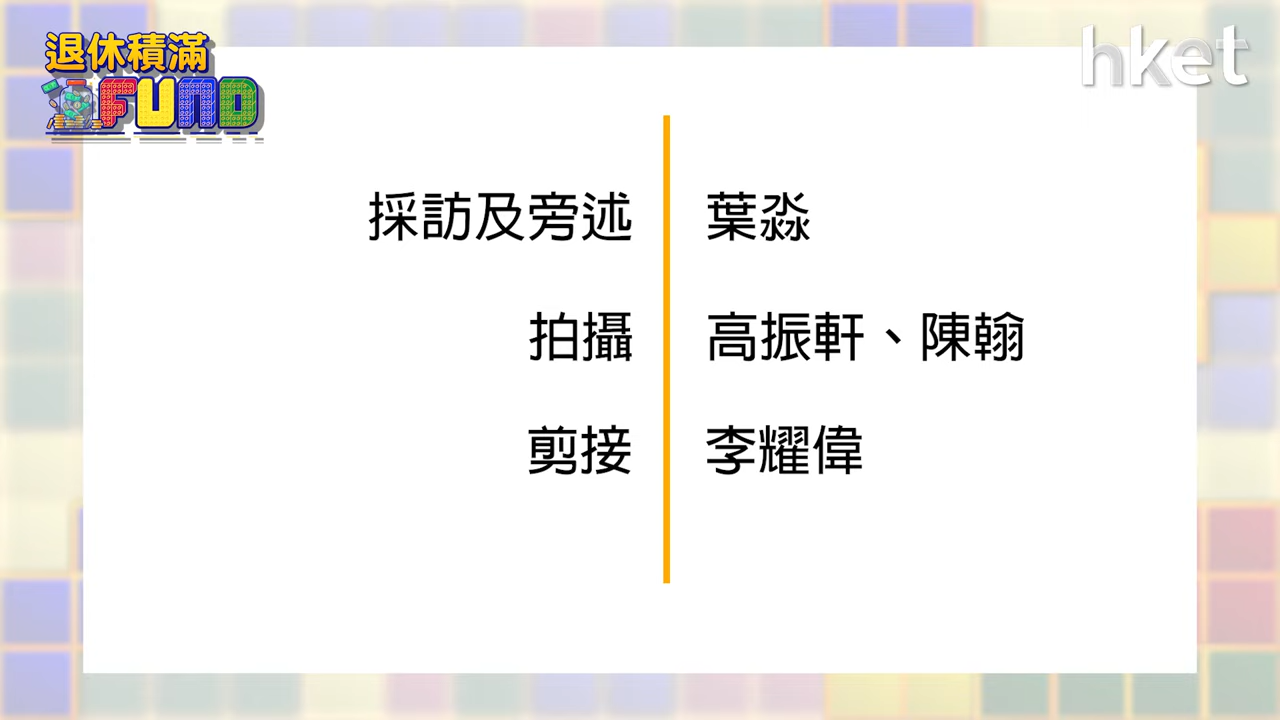 退休積滿
FUND
hket
採訪及旁述 葉淼
拍攝 高振軒、陳翰
剪接 李耀偉